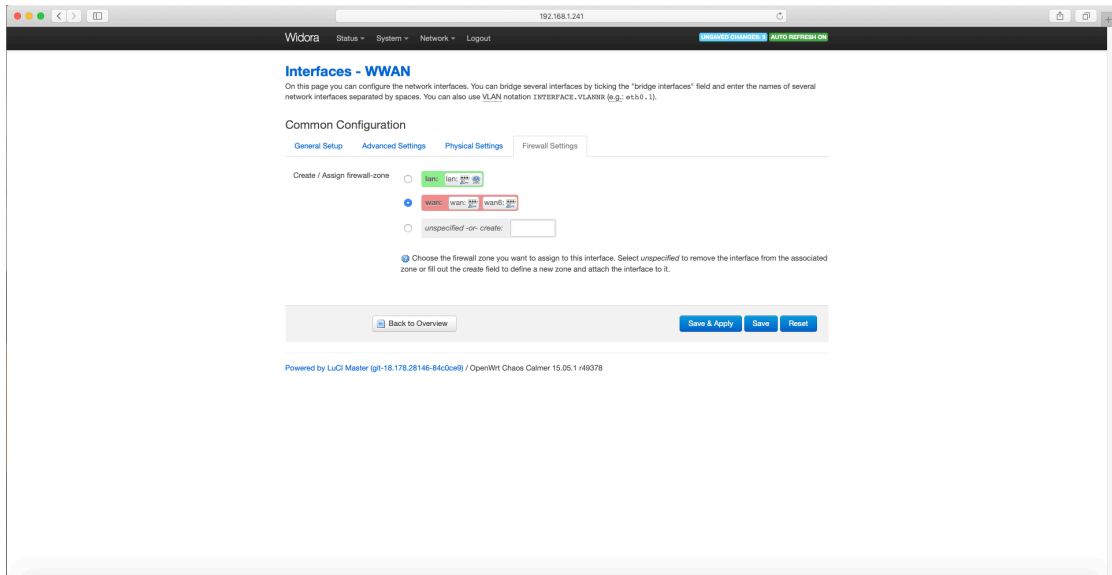 192.168.1.241
Widora Status System Network Logout UNSAVED CHANGES: 3 AUTO REFRESH ON
Interfaces - WWAN
On this page you can configure the network interfaces. You can bridge several interfaces by ticking the "bridge interfaces" field and enter the names of several
network interfaces separated by spaces. You can also use VLAN notation INTERFACE.VLANNR (e.g.: eth0.1).
Common Configuration
General Setup Advanced Settings Physical Settings Firewall Settings
Create / Assign firewall-zone
lan: lan:
wan: wan: wan6:
unspecified -or- create:
Choose the firewall zone you want to assign to this interface. Select unspecified to remove the interface from the associated
zone or fill out the create field to define a new zone and attach the interface to it.
Back to Overview Save & Apply Save Reset
Powered by LuCI Master (git-18.178.28146-84c0ce9) / OpenWrt Chaos Calmer 15.05.1 r49378